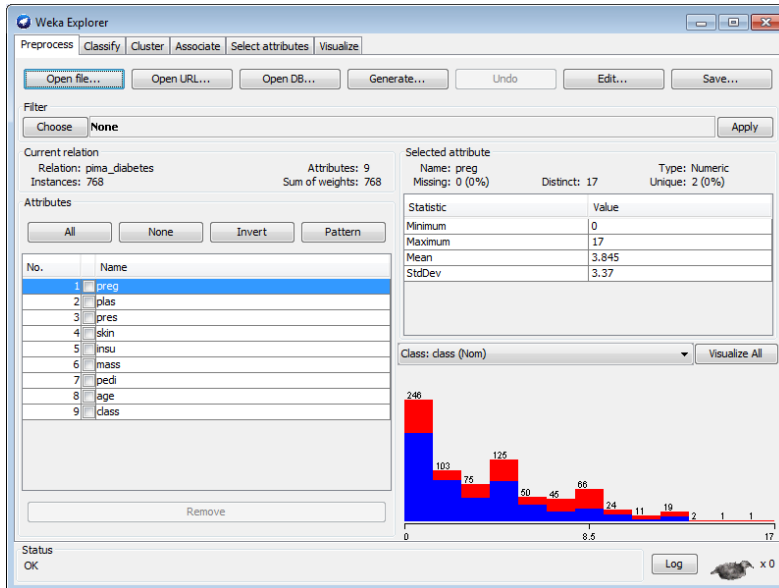 Weka Explorer
Preprocess Classify Cluster Associate Select attributes Visualize
Open file... Open URL... Open DB... Generate... Undo Edit... Save...
Filter
Choose None Apply
Current relation
Relation: pima_diabetes Attributes: 9
Instances: 768 Sum of weights: 768
Attributes
All None Invert Pattern
No. Name
1 preg
2 plas
3 pres
4 skin
5 insu
6 mass
7 pedi
8 age
9 class
Remove
Selected attribute
Name: preg Type: Numeric
Missing: 0 (0%) Distinct: 17 Unique: 2 (0%)
Statistic Value
Minimum 0
Maximum 17
Mean 3.845
StdDev 3.37
Class: class (Nom) Visualize All
246
103
75
125
50
45
66
24
11
19
2
1
1
0 8.5 17
Status
OK
Log x 0